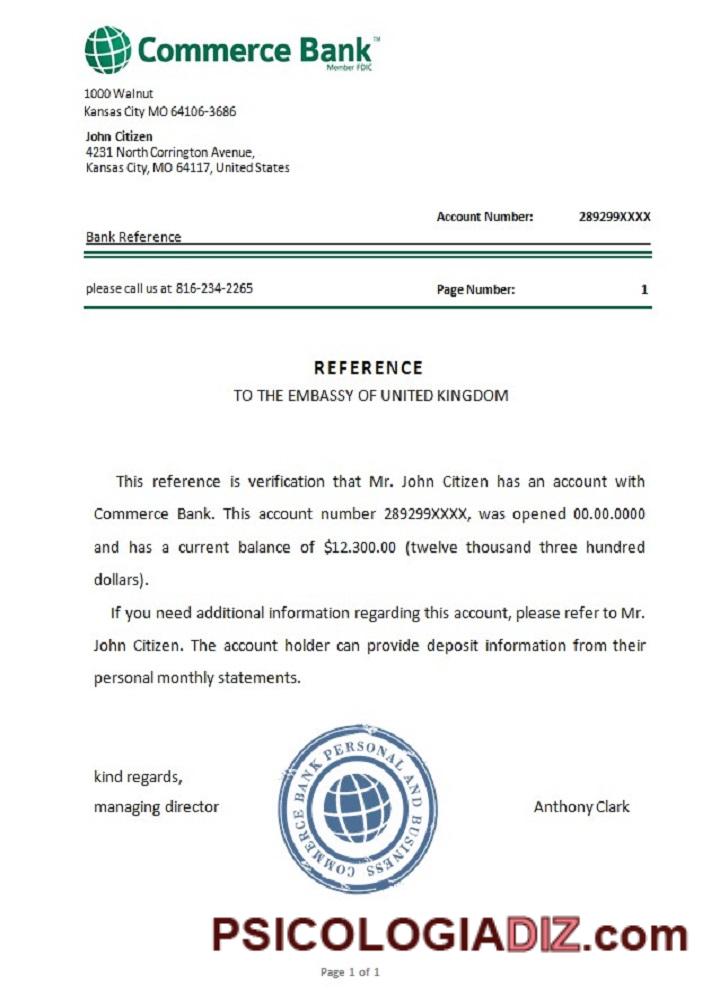 Commerce Bank™
Member FDIC
1000 Walnut
Kansas City MO 64106-3686
John Citizen
4231 North Corrington Avenue,
Kansas City, MO 64117, United States
Account Number: 289299XXXX
Bank Reference
please call us at 816-234-2265
Page Number: 1
REFERENCE
TO THE EMBASSY OF UNITED KINGDOM
This reference is verification that Mr. John Citizen has an account with
Commerce Bank. This account number 289299XXXX, was opened 00.00.0000
and has a current balance of $12.300.00 (twelve thousand three hundred
dollars).
If you need additional information regarding this account, please refer to Mr.
John Citizen. The account holder can provide deposit information from their
personal monthly statements.
kind regards,
managing director
COMMERCE BANK PERSONAL AND BUSINESS
Anthony Clark
PSICOLOGIADIZ.com
Page 1 of 1